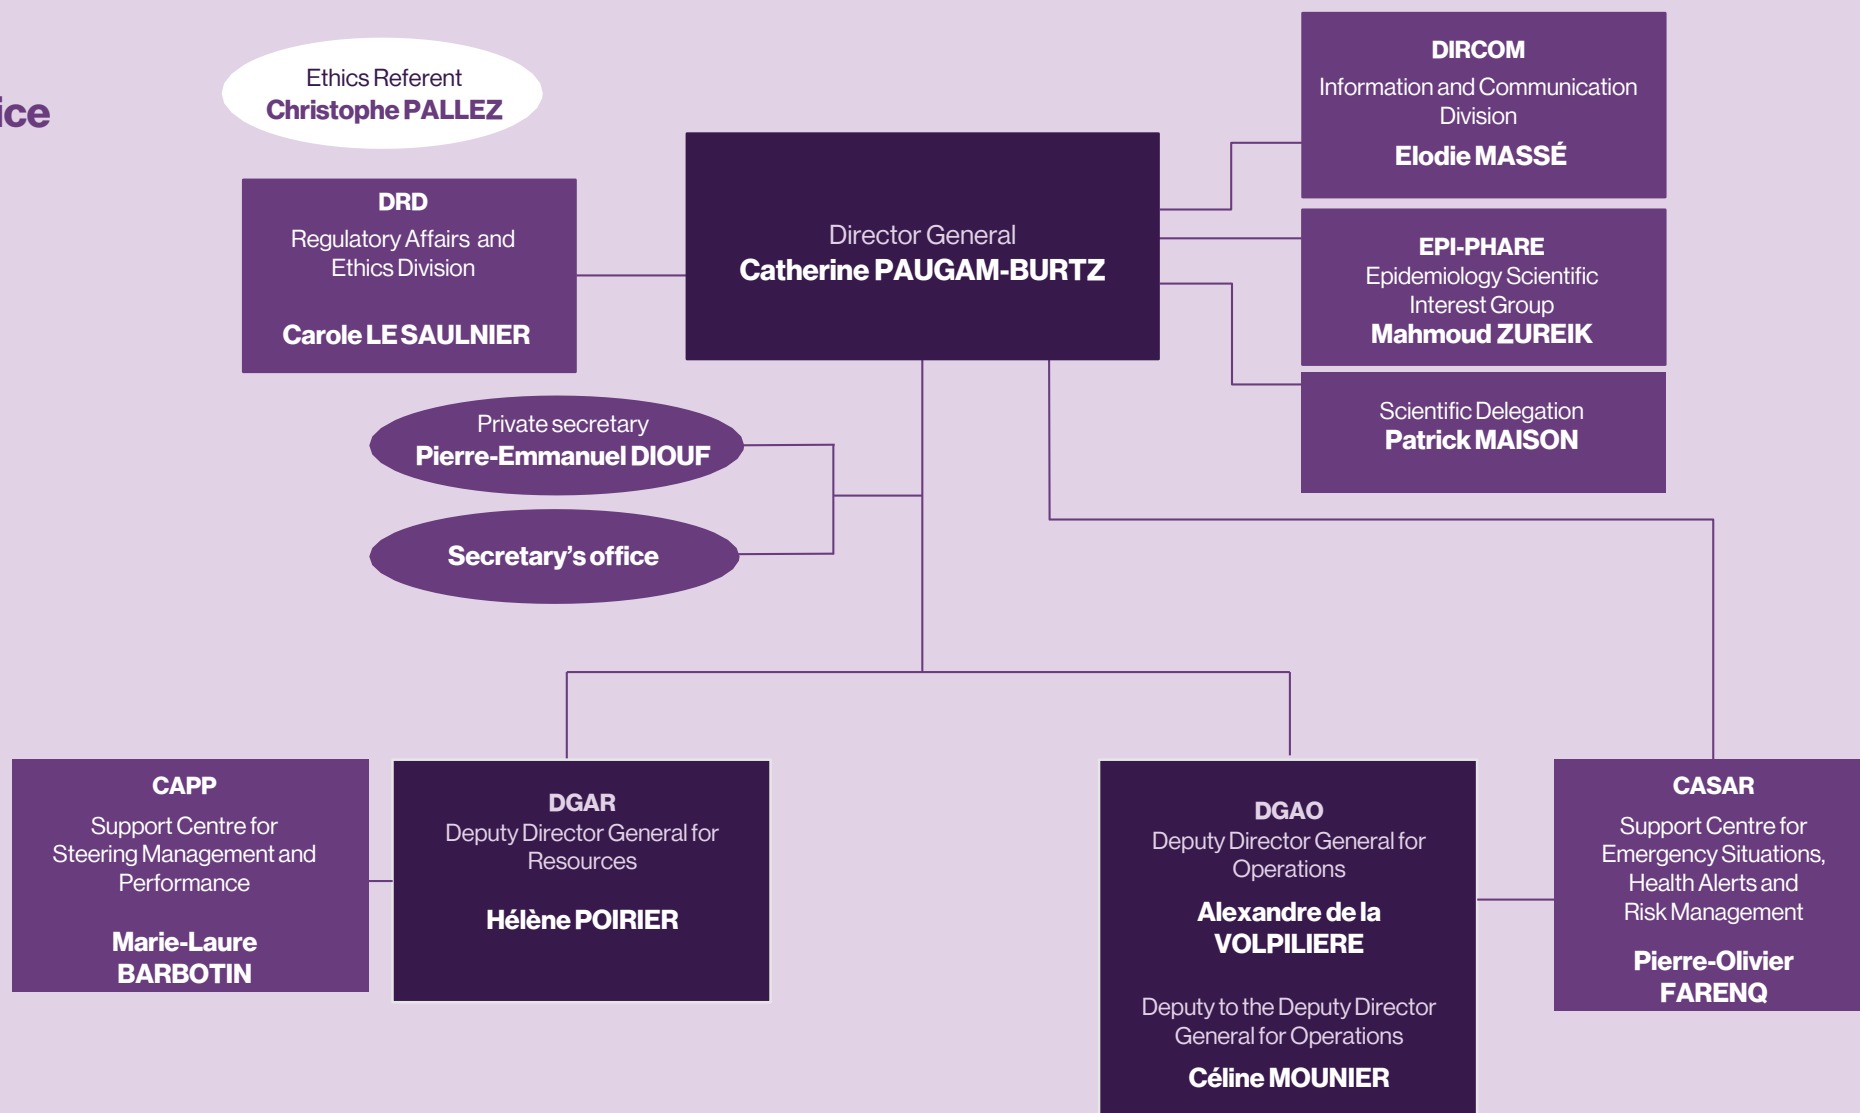 ice
Ethics Referent
Christophe PALLEZ
DRD
Regulatory Affairs and
Ethics Division
Carole LE SAULNIER
Director General
Catherine PAUGAM-BURTZ
DIRCOM
Information and Communication
Division
Elodie MASSÉ
EPI-PHARE
Epidemiology Scientific
Interest Group
Mahmoud ZUREIK
Scientific Delegation
Patrick MAISON
Private secretary
Pierre-Emmanuel DIOUF
Secretary’s office
CAPP
Support Centre for
Steering Management and
Performance
Marie-Laure
BARBOTIN
DGAR
Deputy Director General for
Resources
Hélène POIRIER
DGAO
Deputy Director General for
Operations
Alexandre de la
VOLPILIERE
Deputy to the Deputy Director
General for Operations
Céline MOUNIER
CASAR
Support Centre for
Emergency Situations,
Health Alerts and
Risk Management
Pierre-Olivier
FARENQ